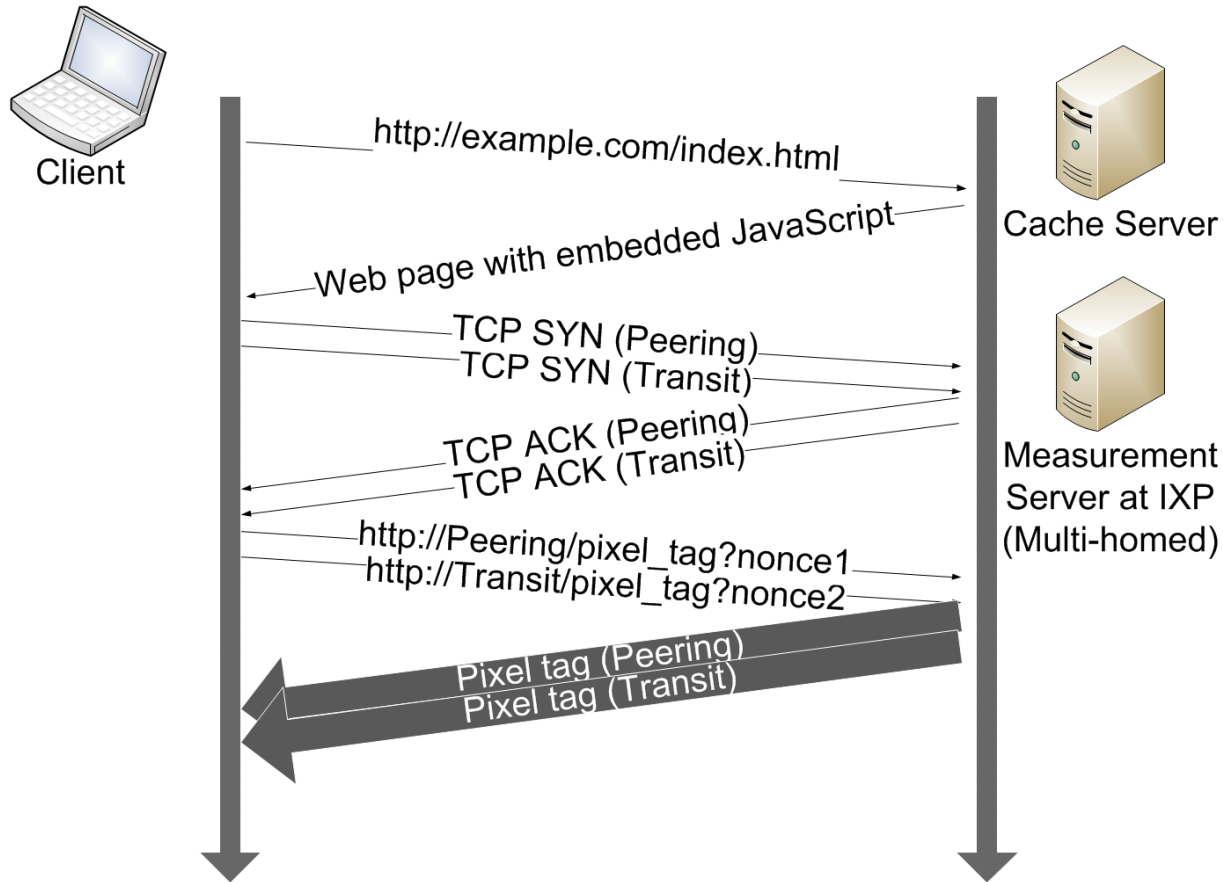 Client
http://example.com/index.html
Cache Server
Web page with embedded JavaScript
TCP SYN (Peering)
TCP SYN (Transit)
TCP ACK (Peering)
TCP ACK (Transit)
Measurement
Server at IXP
(Multi-homed)
http://Peering/pixel_tag?nonce1
http://Transit/pixel_tag?nonce2
Pixel tag (Peering)
Pixel tag (Transit)